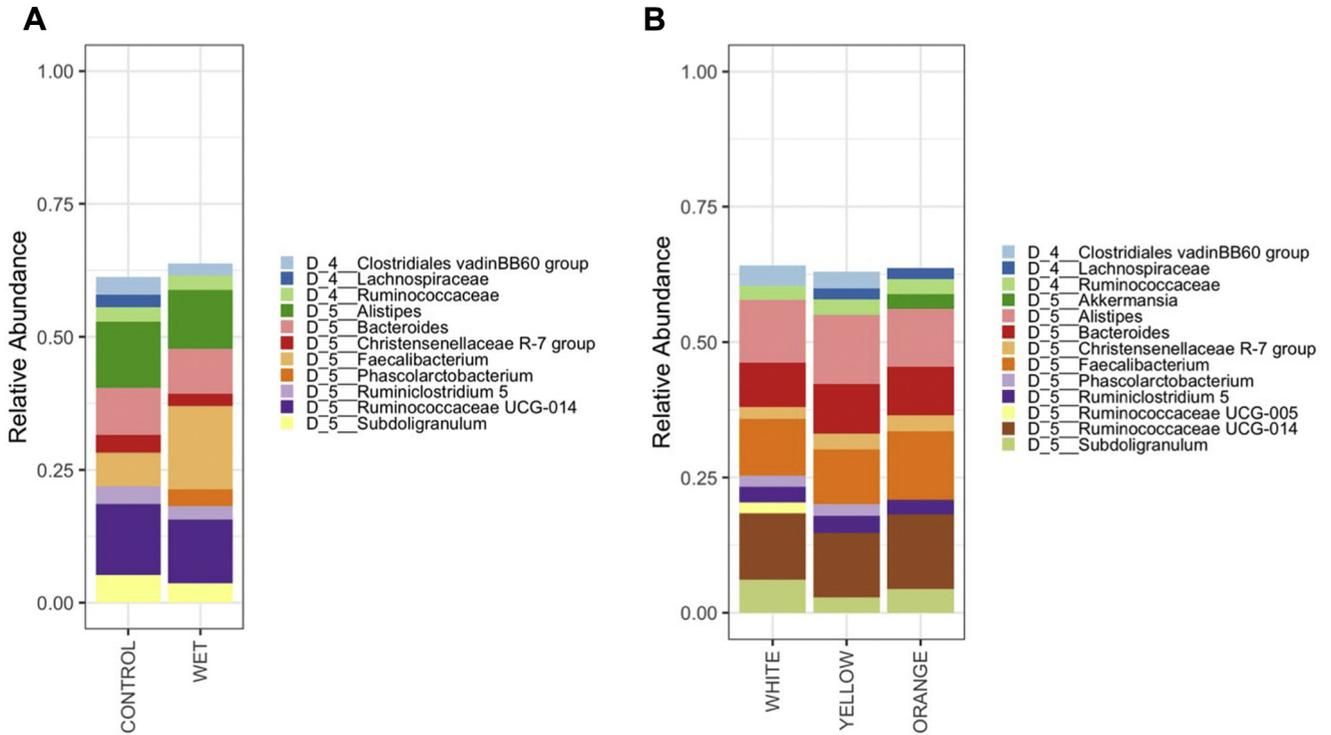 A
Relative Abundance
1.00
0.75
0.50
0.25
0.00
CONTROL
WET
D_4__Clostridiales vadinBB60 group
D_4__Lachnospiraceae
D_4__Ruminococcaceae
D_5__Alistipes
D_5__Bacteroides
D_5__Christensenellaceae R-7 group
D_5__Faecalibacterium
D_5__Phascolarctobacterium
D_5__Ruminiclostridium 5
D_5__Ruminococcaceae UCG-014
D_5__Subdoligranulum
B
Relative Abundance
1.00
0.75
0.50
0.25
0.00
WHITE
YELLOW
ORANGE
D_4__Clostridiales vadinBB60 group
D_4__Lachnospiraceae
D_4__Ruminococcaceae
D_5__Akkermansia
D_5__Alistipes
D_5__Bacteroides
D_5__Christensenellaceae R-7 group
D_5__Faecalibacterium
D_5__Phascolarctobacterium
D_5__Ruminiclostridium 5
D_5__Ruminococcaceae UCG-005
D_5__Ruminococcaceae UCG-014
D_5__Subdoligranulum